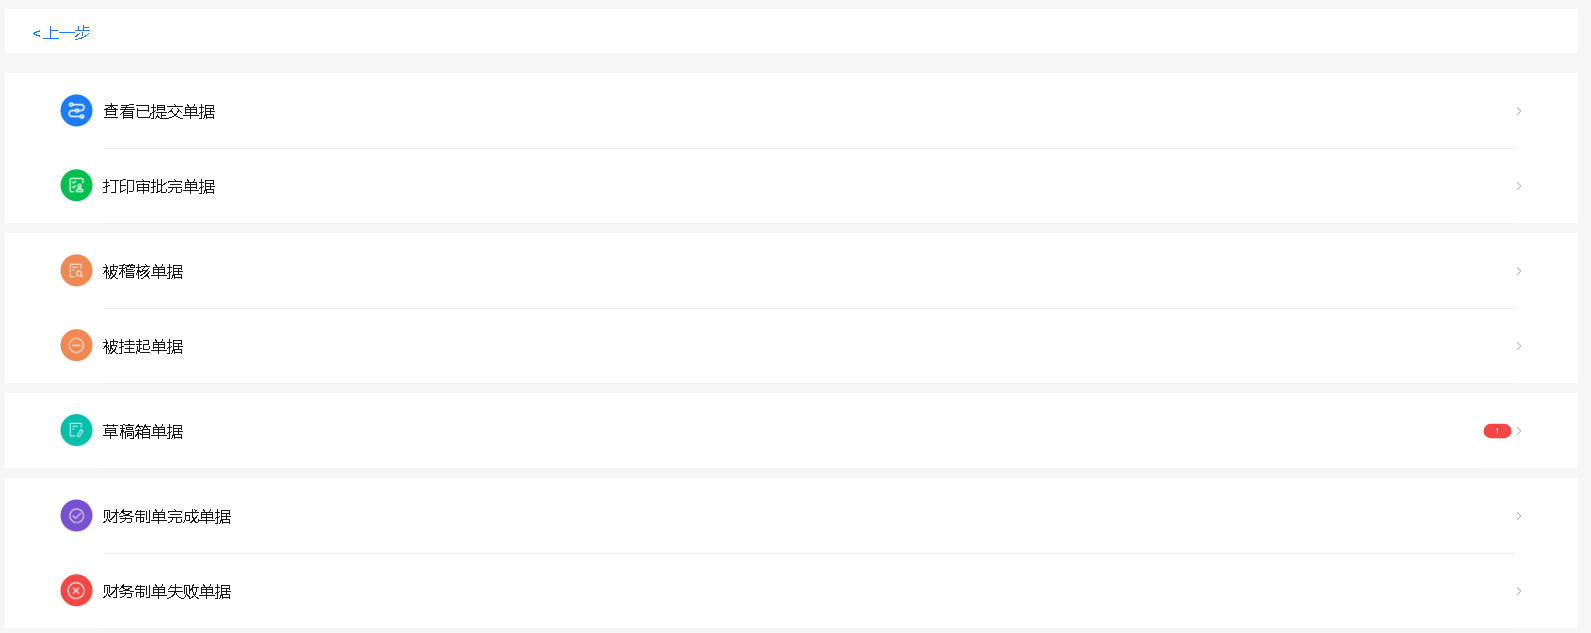 <上一步
查看已提交单据
打印审批完单据
被稽核单据
被挂起单据
草稿箱单据
1
财务制单完成单据
财务制单失败单据